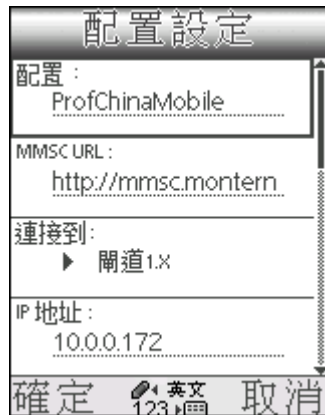 配置設定
配置：
ProfChinaMobile
MMSC URL：
http://mmsc.montern
連接到：
閘道1.X
IP 地址：
10.0.0.172
確定 英文 123 取消